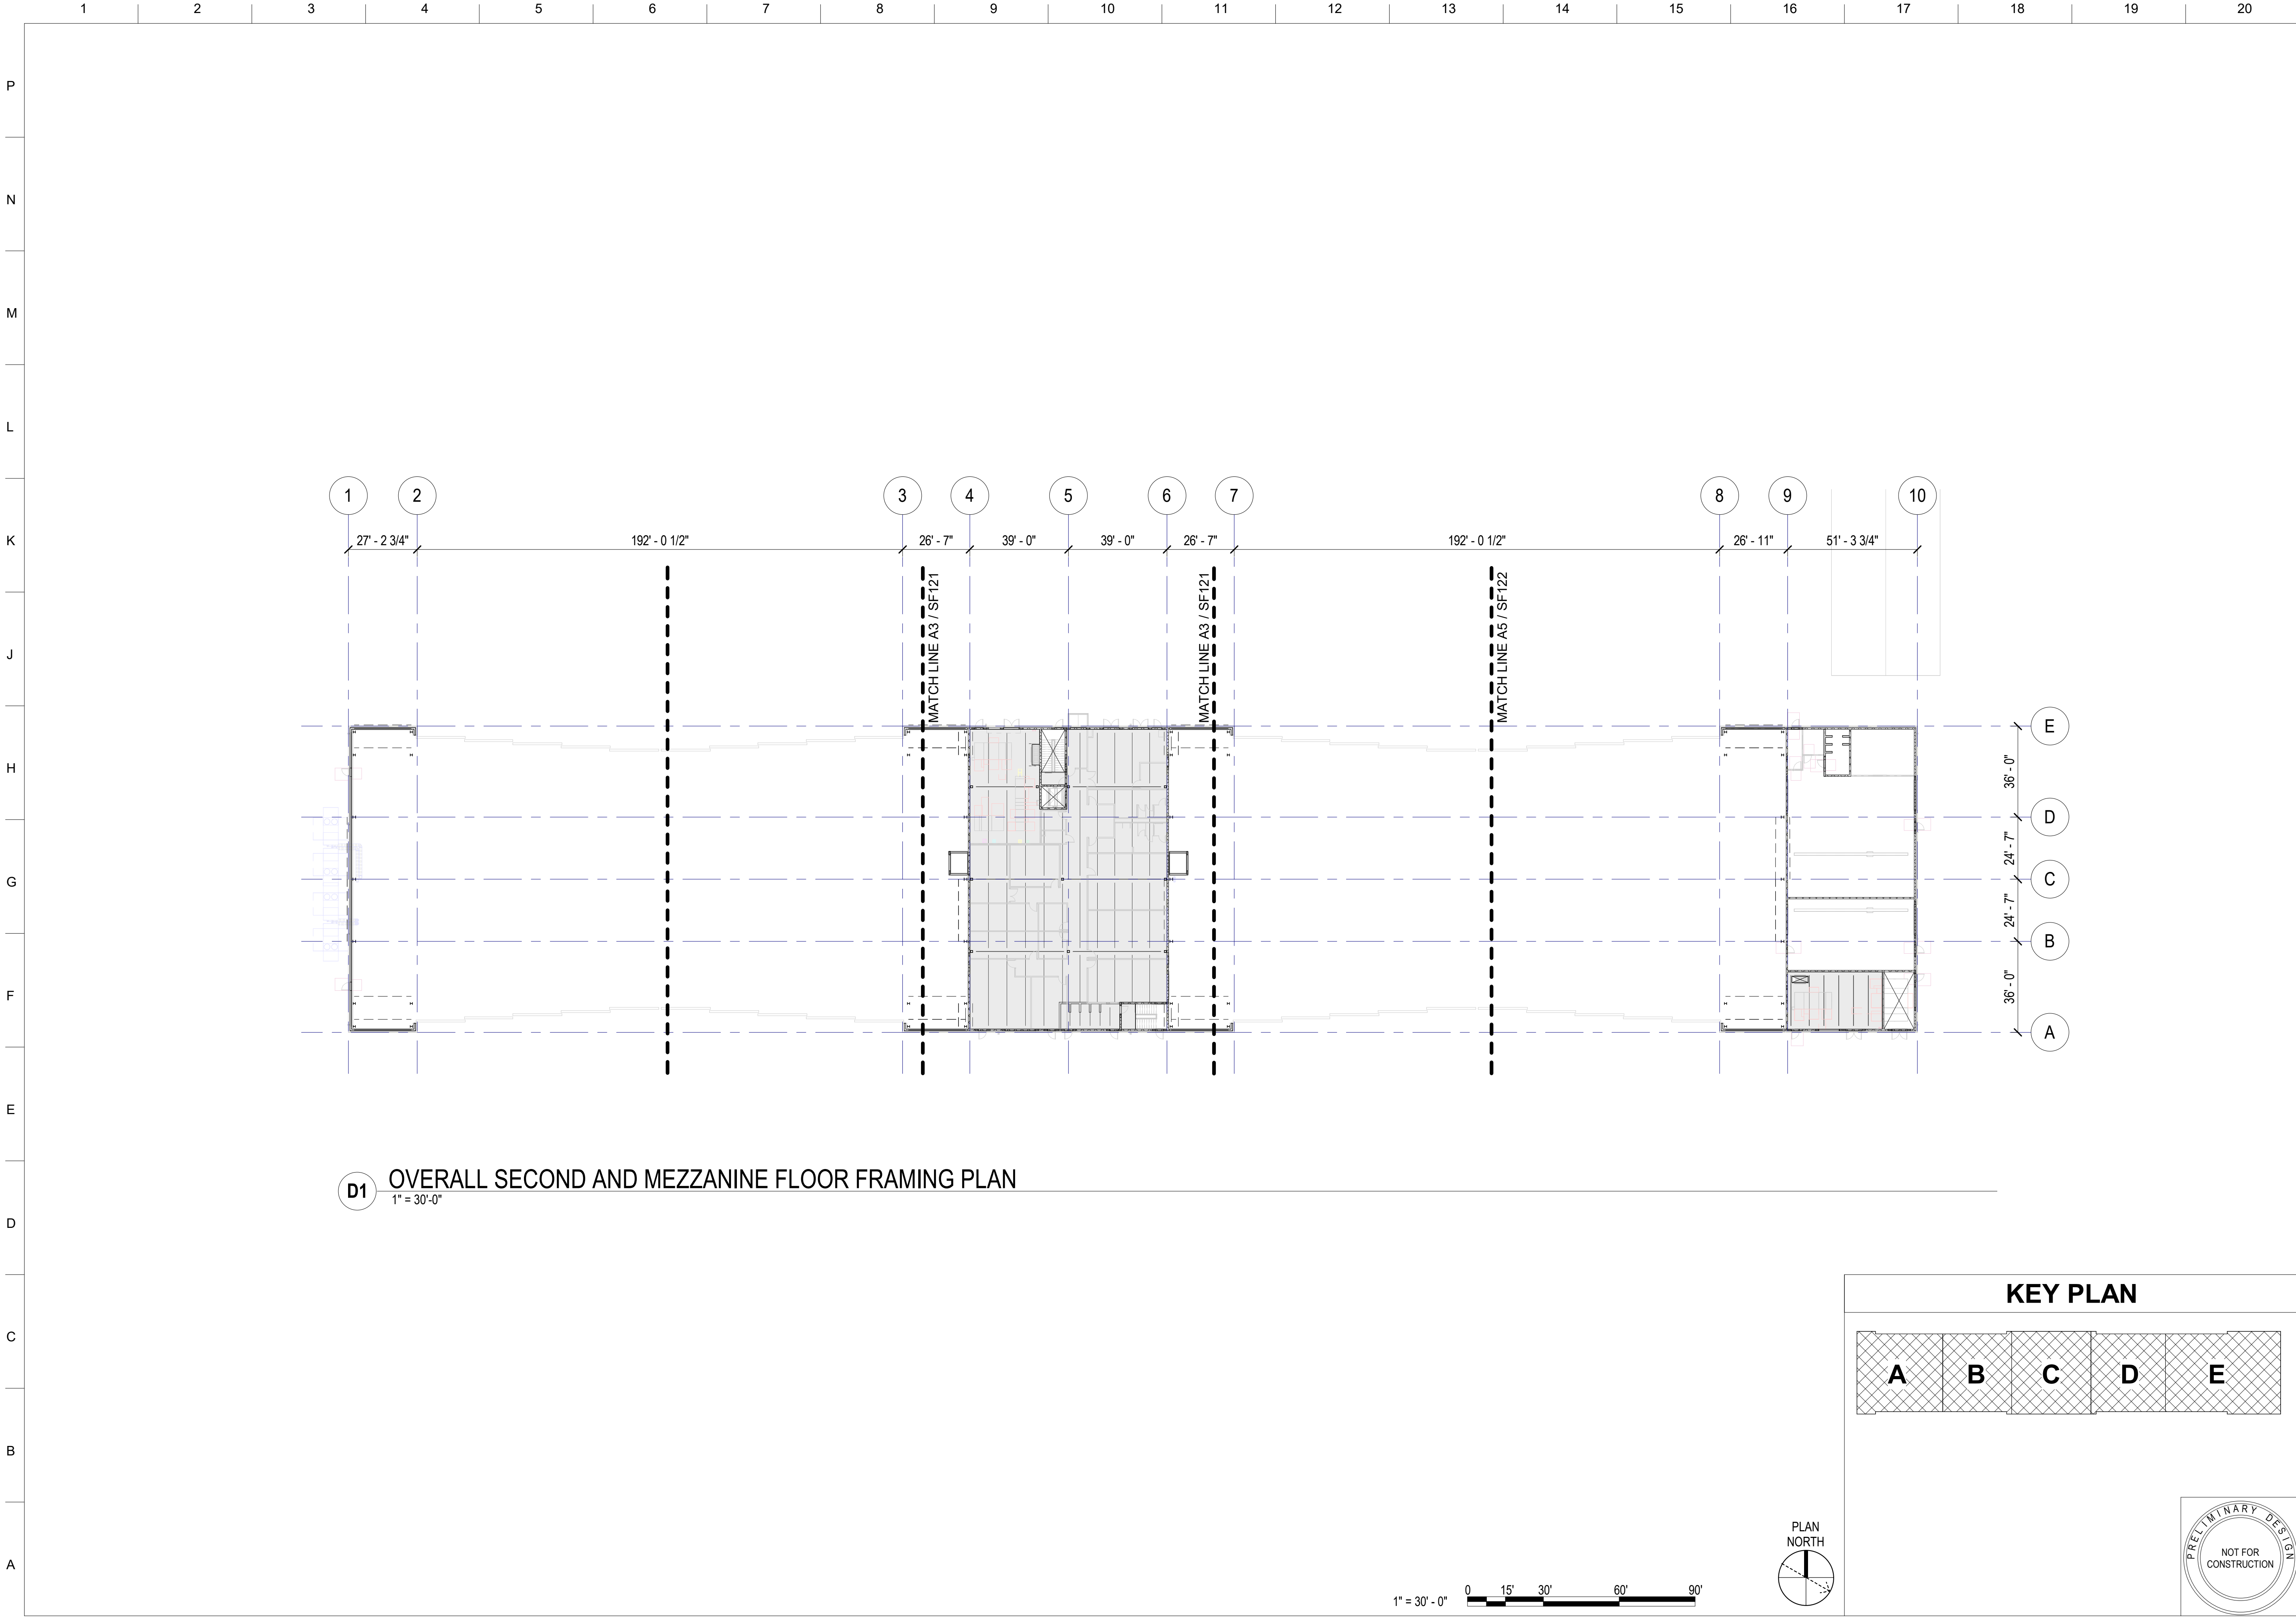 1 2 3 4 5 6 7 8 9 10 11 12 13 14 15 16 17 18 19 20
P
N
M
L
K
J
H
G
F
E
D
C
B
A
1 2 3 4 5 6 7 8 9 10
27' - 2 3/4" 192' - 0 1/2" 26' - 7" 39' - 0" 39' - 0" 26' - 7" 192' - 0 1/2" 26' - 11" 51' - 3 3/4"
MATCH LINE A3 / SF121
MATCH LINE A3 / SF121
MATCH LINE A5 / SF122
E
36' - 0"
D
24' - 7"
C
24' - 7"
B
36' - 0"
A
D1 OVERALL SECOND AND MEZZANINE FLOOR FRAMING PLAN
1" = 30'-0"
KEY PLAN
A B C D E
PLAN
NORTH
1" = 30' - 0" 0 15' 30' 60' 90'
PRELIMINARY DESIGN
NOT FOR
CONSTRUCTION